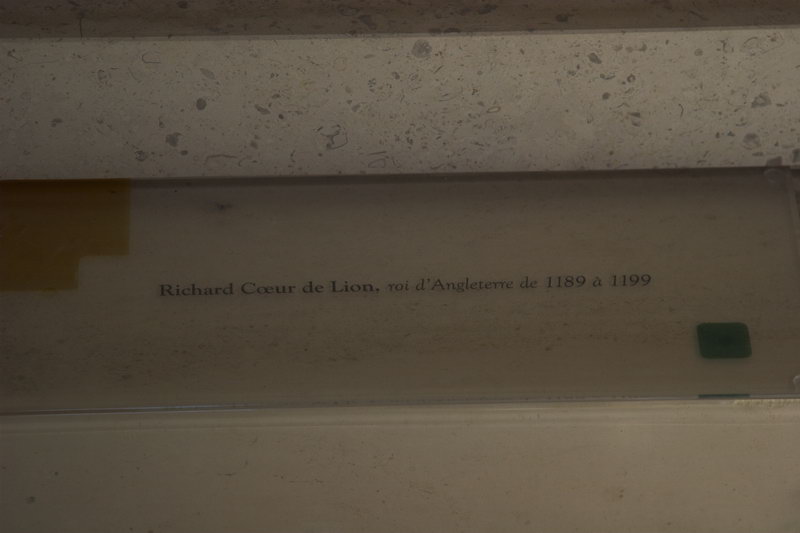 Richard Cœur de Lion, roi d'Angleterre de 1189 à 1199